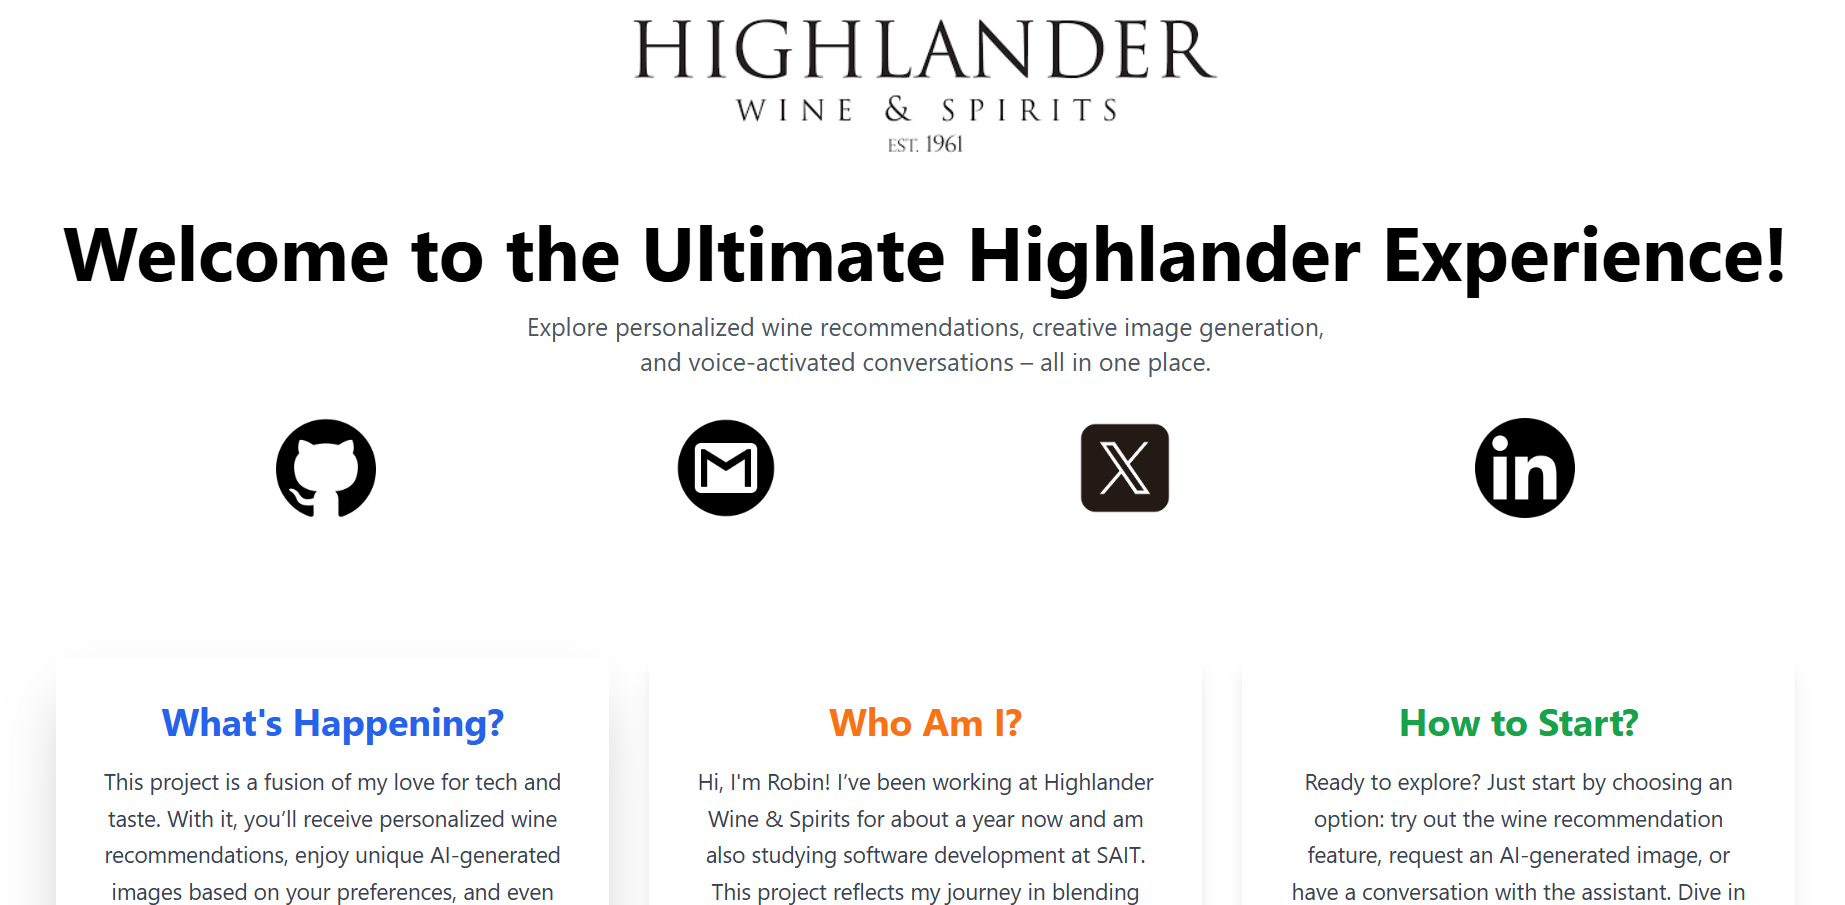 HIGHLANDER
WINE & SPIRITS
EST. 1961
Welcome to the Ultimate Highlander Experience!
Explore personalized wine recommendations, creative image generation,
and voice-activated conversations – all in one place.
in
What's Happening?
This project is a fusion of my love for tech and
taste. With it, you’ll receive personalized wine
recommendations, enjoy unique AI-generated
images based on your preferences, and even
Who Am I?
Hi, I'm Robin! I’ve been working at Highlander
Wine & Spirits for about a year now and am
also studying software development at SAIT.
This project reflects my journey in blending
How to Start?
Ready to explore? Just start by choosing an
option: try out the wine recommendation
feature, request an AI-generated image, or
have a conversation with the assistant. Dive in